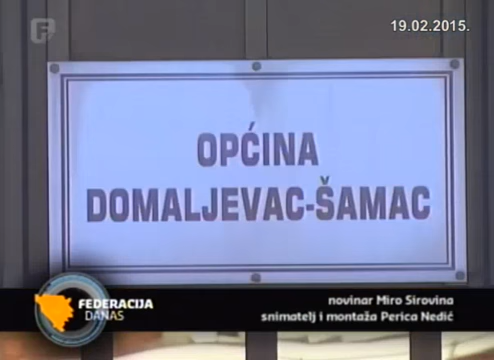 F
19.02.2015.
OPĆINA
DOMALJEVAC-ŠAMAC
FEDERACIJA
DANAS
novinar Miro Sirovina
snimatelj i montaža Perica Nedić